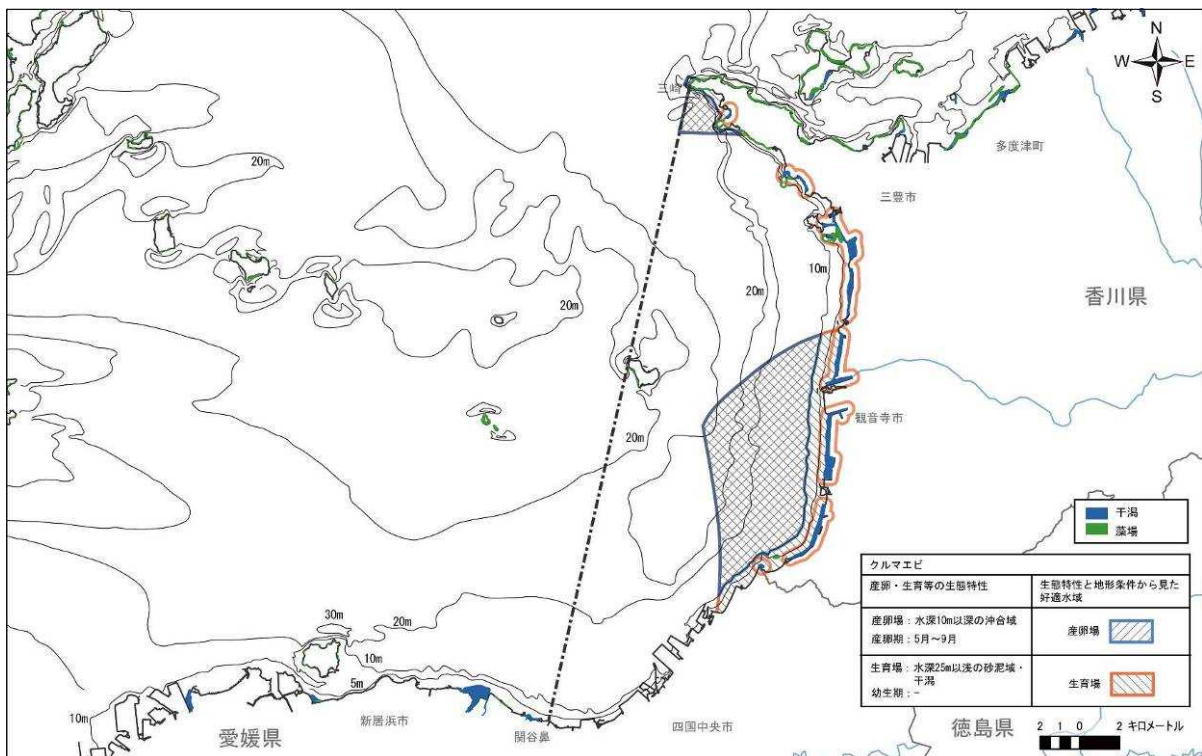 N
W E
S
三崎
20m
多度津町
三豊市
10m
20m
香川県
20m
20m
観音寺市
干潟
藻場
クルマエビ
産卵・生育等の生態特性
生態特性と地形条件から見た
好適水域
産卵場：水深10m以深の沖合域
産卵期：5月～9月
産卵場
生育場：水深25m以浅の砂泥域・
干潟
幼生期：-
生育場
30m
20m
10m
5m
10m
新居浜市
関谷鼻
四国中央市
愛媛県
徳島県
2 1 0 2 キロメートル